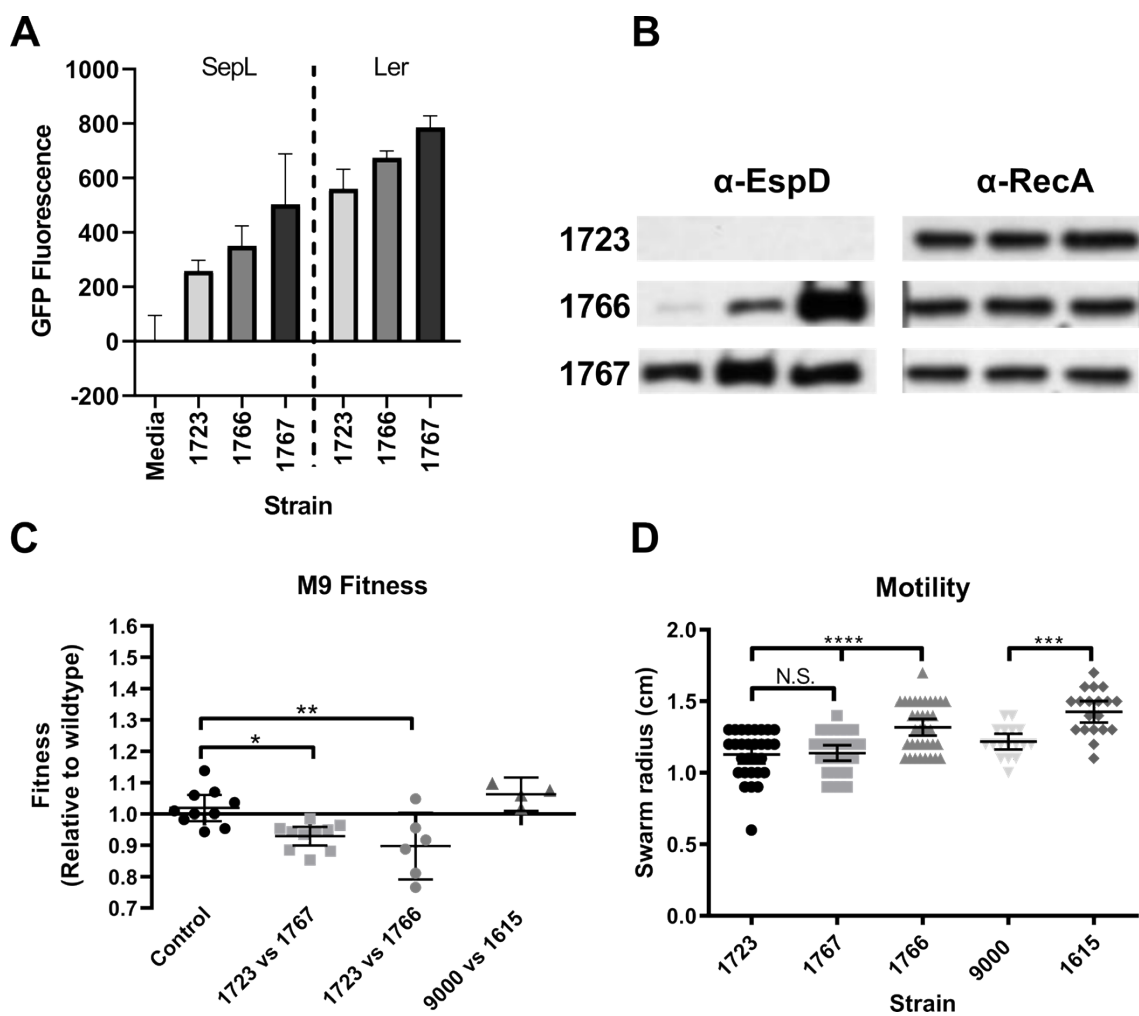 A
SepL
Ler
1000
800
600
400
200
0
-200
GFP Fluorescence
Media
1723
1766
1767
1723
1766
1767
Strain
B
α-EspD
α-RecA
1723
1766
1767
C
M9 Fitness
1.6
1.5
1.4
1.3
1.2
1.1
1.0
0.9
0.8
0.7
Fitness
(Relative to wildtype)
**
*
Control
1723 vs 1767
1723 vs 1766
9000 vs 1615
D
Motility
2.0
1.5
1.0
0.5
0.0
Swarm radius (cm)
****
***
N.S.
1723
1767
1766
9000
1615
Strain